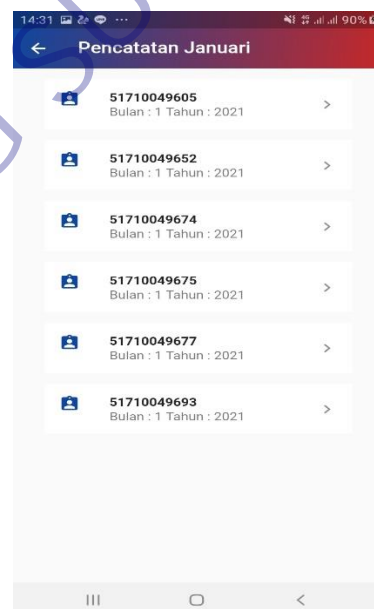 14:31 90%
Pencatatan Januari
51710049605
Bulan : 1 Tahun : 2021
51710049652
Bulan : 1 Tahun : 2021
51710049674
Bulan : 1 Tahun : 2021
51710049675
Bulan : 1 Tahun : 2021
51710049677
Bulan : 1 Tahun : 2021
51710049693
Bulan : 1 Tahun : 2021